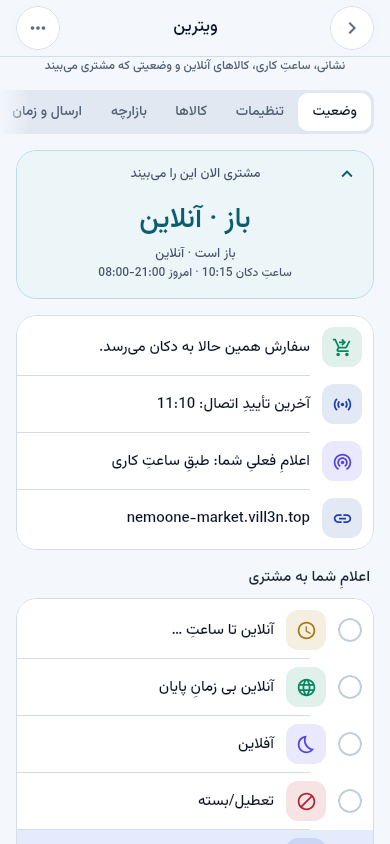 ویترین
نشانی، ساعتِ کاری، کالاهای آنلاین و وضعیتی که مشتری می‌بیند
وضعیت
تنظیمات
کالاها
بازارچه
ارسال و زمان
مشتری الان این را می‌بیند
باز · آنلاین
باز است · آنلاین
ساعتِ دکان 10:15 · امروز 08:00-21:00
سفارش همین حالا به دکان می‌رسد.
آخرین تأییدِ اتصال: 11:10
اعلامِ فعلیِ شما: طبقِ ساعتِ کاری
nemoone-market.vill3n.top
اعلامِ شما به مشتری
آنلاین تا ساعتِ ...
آنلاین بی زمانِ پایان
آفلاین
تعطیل/بسته